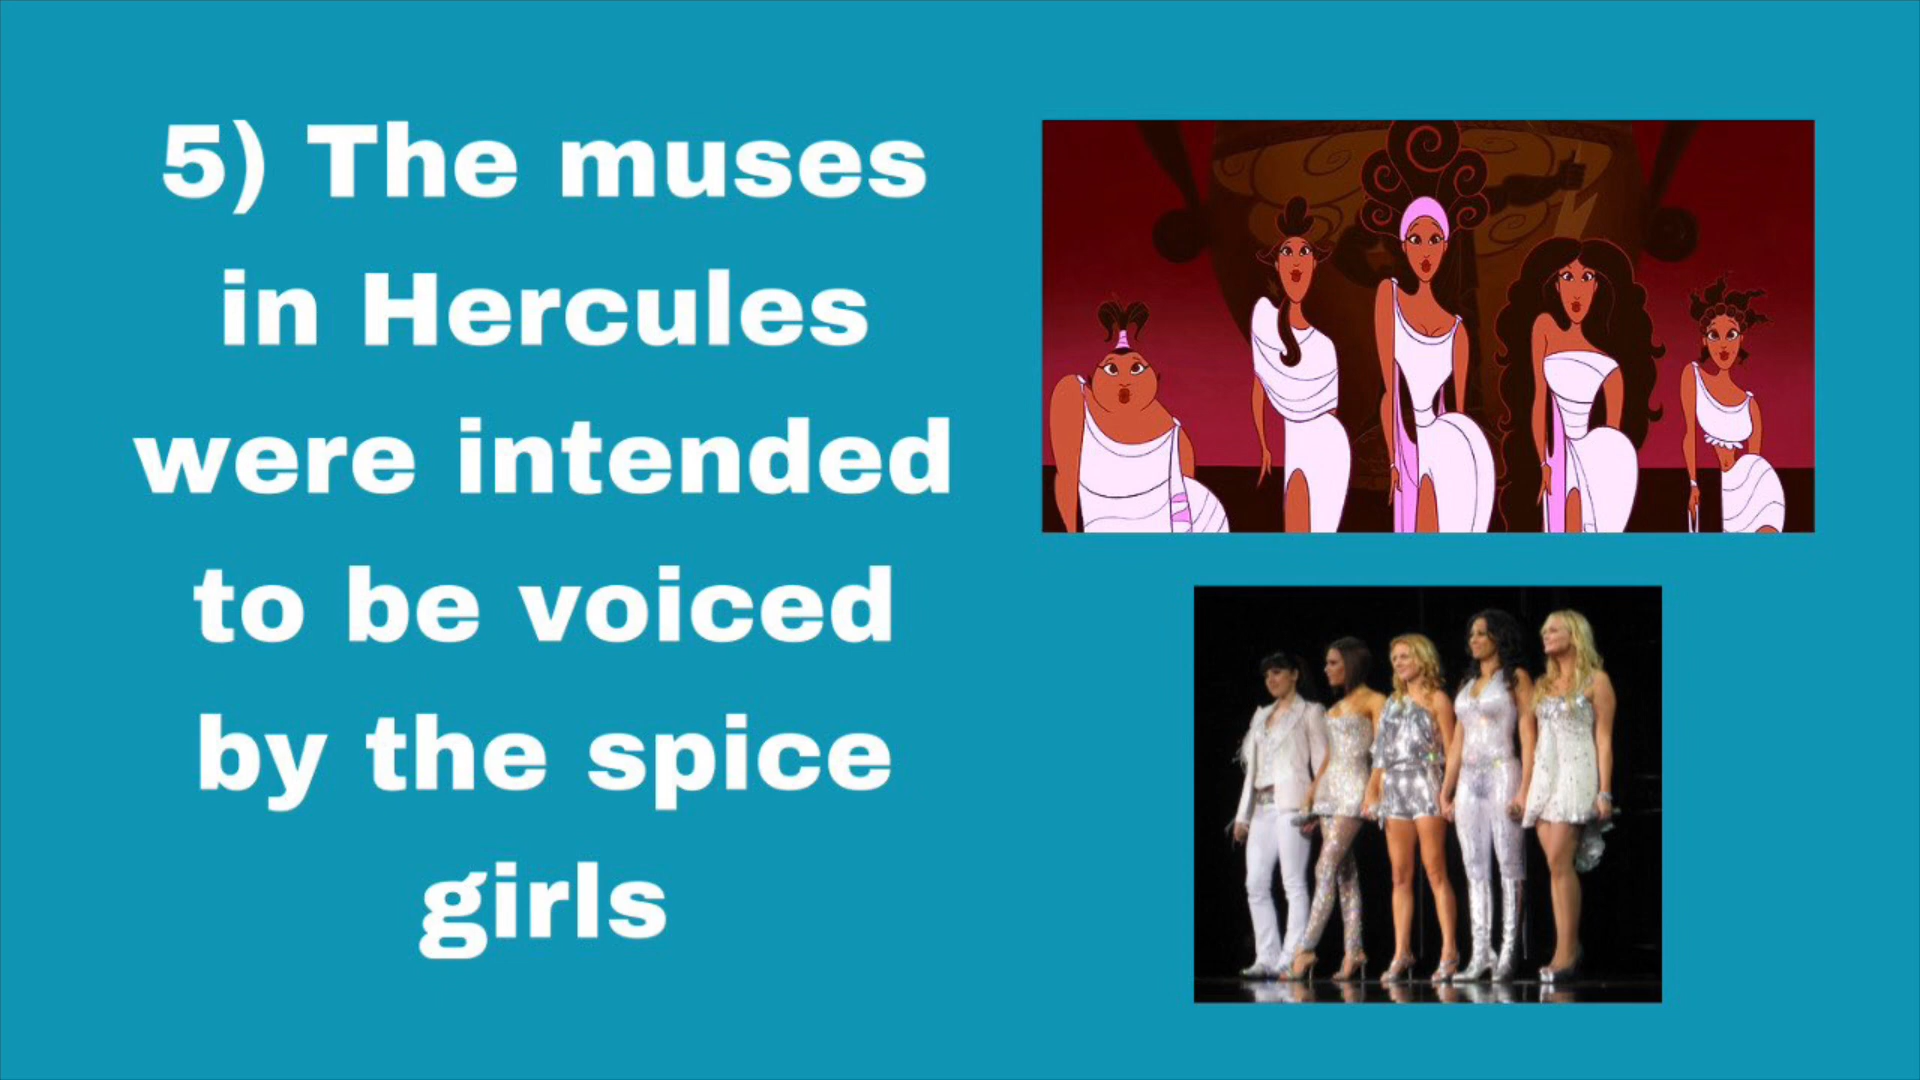 5) The muses
in Hercules
were intended
to be voiced
by the spice
girls